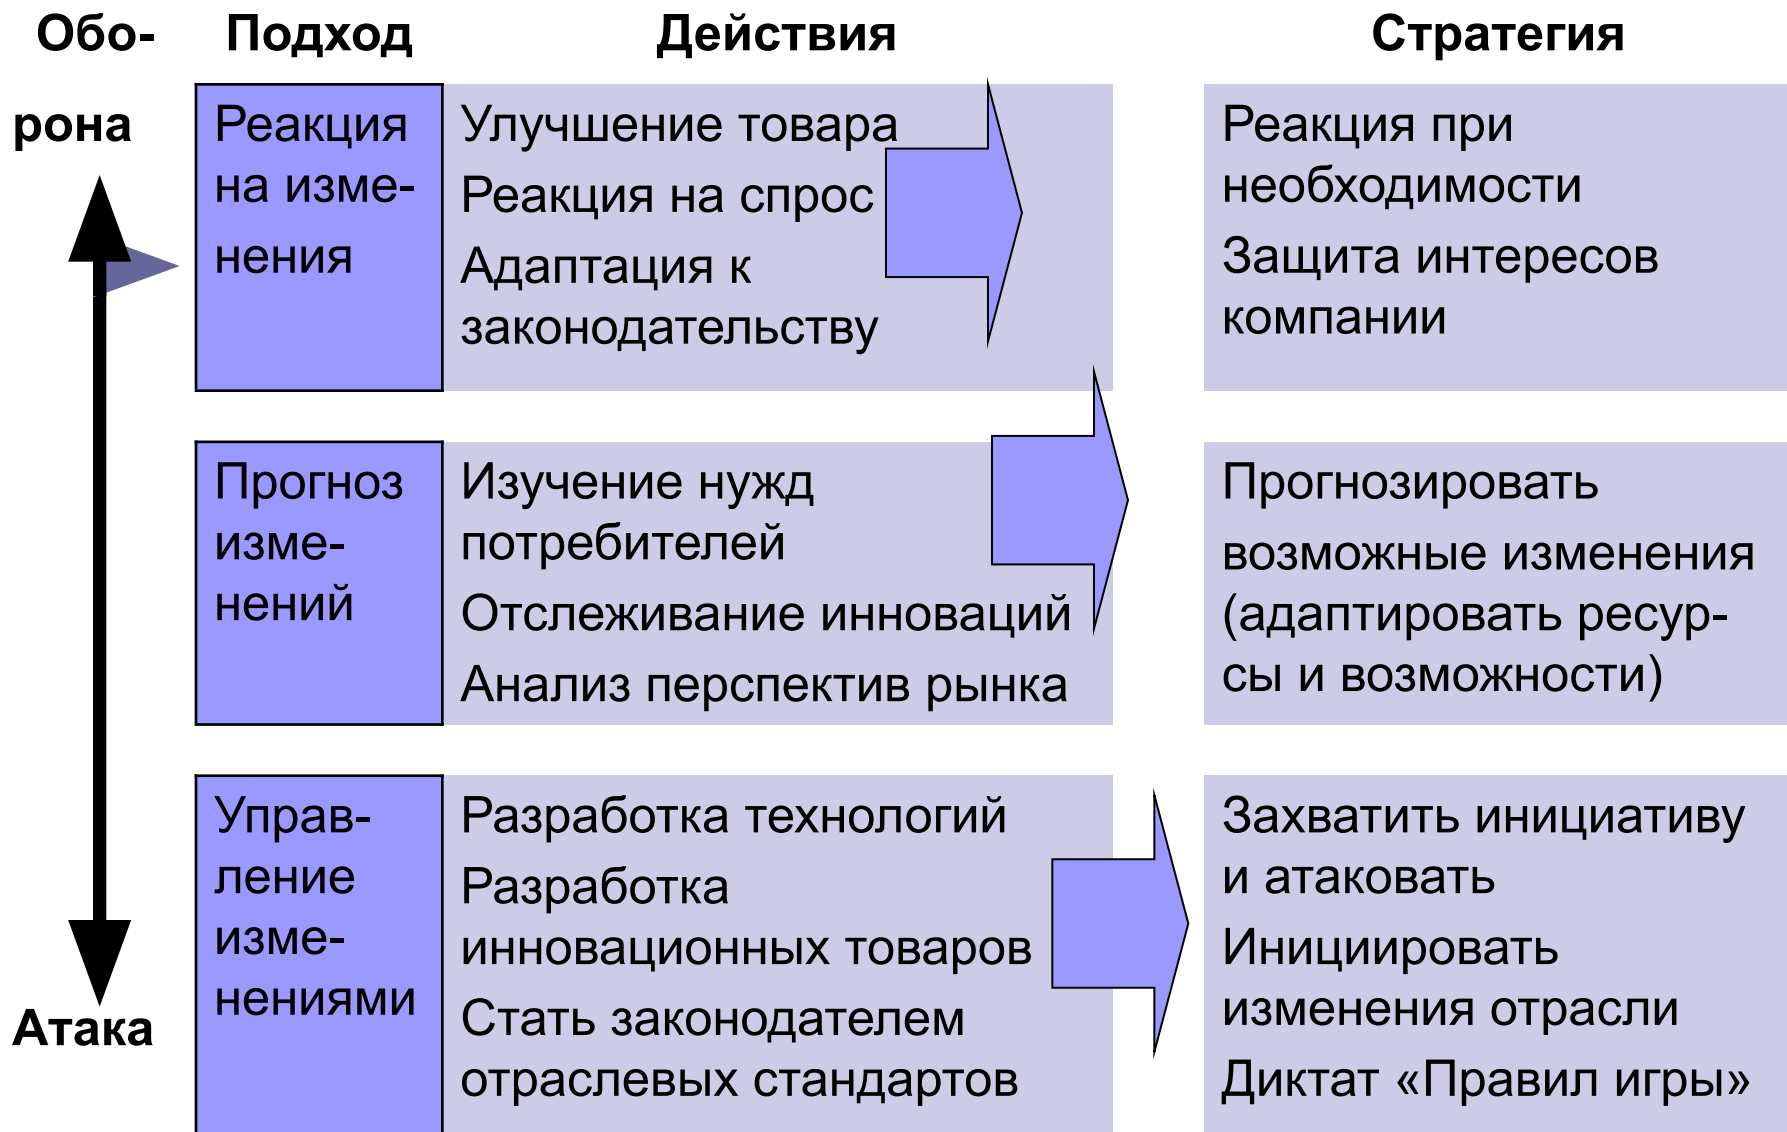 Обо-
рона
Подход
Действия
Стратегия
Реакция
на изме-
нения
Улучшение товара
Реакция на спрос
Адаптация к
законодательству
Реакция при
необходимости
Защита интересов
компании
Прогноз
изме-
нений
Изучение нужд
потребителей
Отслеживание инноваций
Анализ перспектив рынка
Прогнозировать
возможные изменения
(адаптировать ресур-
сы и возможности)
Управ-
ление
изме-
нениями
Разработка технологий
Разработка
инновационных товаров
Стать законодателем
отраслевых стандартов
Захватить инициативу
и атаковать
Инициировать
изменения отрасли
Диктат «Правил игры»
Атака